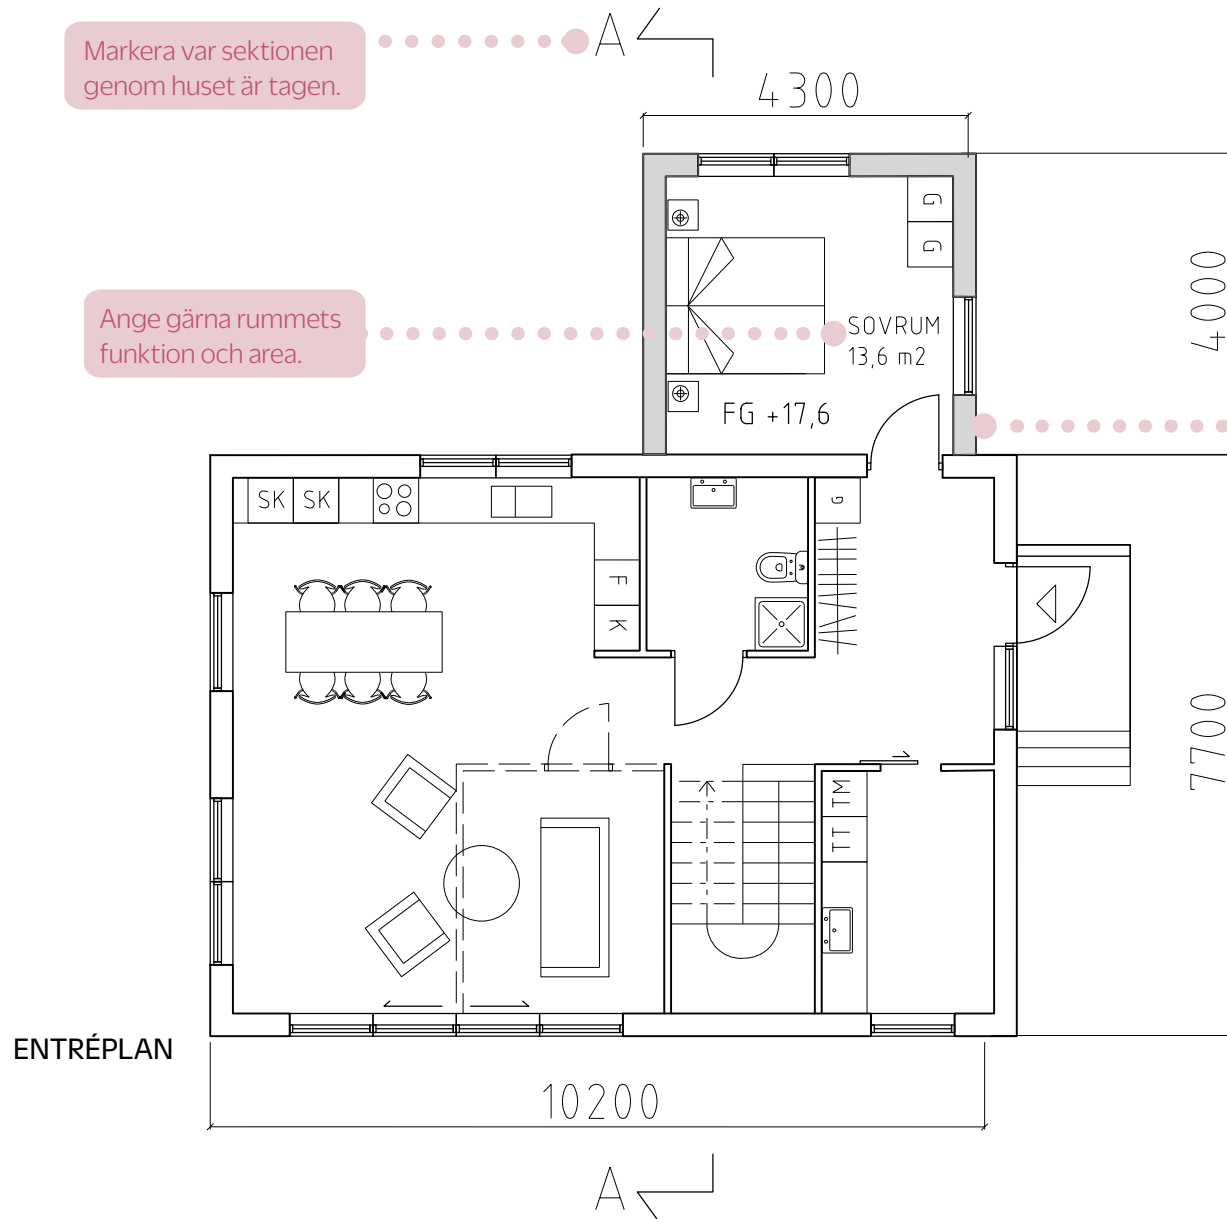 Markera var sektionen
genom huset är tagen.
A
4300
G
G
4000
Ange gärna rummets
funktion och area.
SOVRUM
13,6 m2
FG +17,6
SK SK
G
F
K
7700
TM
TT
ENTRÉPLAN
10200
A